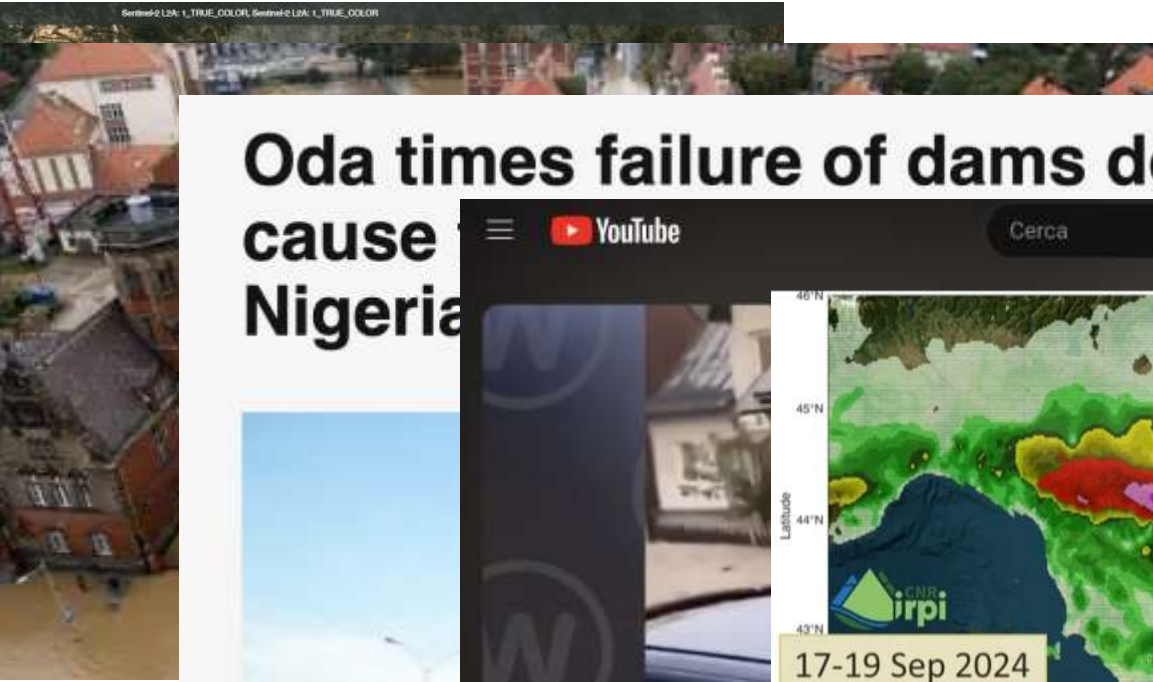 Sentinel-2 L2A: 1_TRUE_COLOR, Sentinel-2 L2A: 1_TRUE_COLOR
Oda times failure of dams d
cause
Nigeria
YouTube
Cerca
46°N
45°N
Latitude
44°N
CNR
irpi
43°N
17-19 Sep 2024